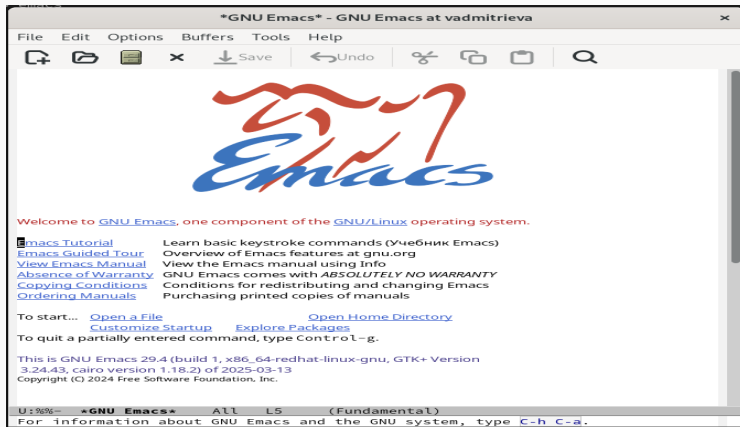 *GNU Emacs* - GNU Emacs at vadmitrieva
File Edit Options Buffers Tools Help
Save Undo
Emacs
Welcome to GNU Emacs, one component of the GNU/Linux operating system.
Emacs Tutorial Learn basic keystroke commands (Учебник Emacs)
Emacs Guided Tour Overview of Emacs features at gnu.org
View Emacs Manual View the Emacs manual using Info
Absence of Warranty GNU Emacs comes with ABSOLUTELY NO WARRANTY
Copying Conditions Conditions for redistributing and changing Emacs
Ordering Manuals Purchasing printed copies of manuals
To start... Open a File Open Home Directory
Customize Startup Explore Packages
To quit a partially entered command, type Control-g.
This is GNU Emacs 29.4 (build 1, x86_64-redhat-linux-gnu, GTK+ Version
3.24.43, cairo version 1.18.2) of 2025-03-13
Copyright (C) 2024 Free Software Foundation, Inc.
U:%%- *GNU Emacs* All L5 (Fundamental)
For information about GNU Emacs and the GNU system, type C-h C-a.